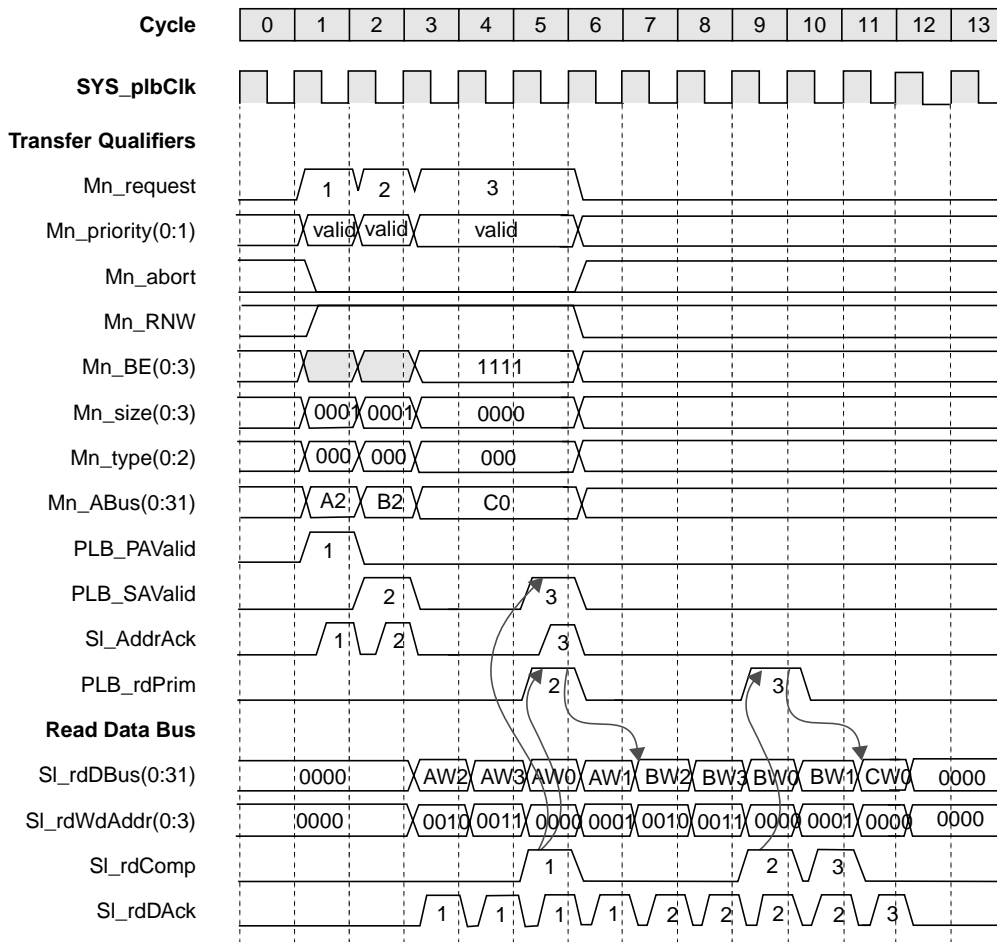 Cycle 0 1 2 3 4 5 6 7 8 9 10 11 12 13
SYS_plbClk
Transfer Qualifiers
Mn_request 1 2 3
Mn_priority(0:1) valid valid valid
Mn_abort
Mn_RNW
Mn_BE(0:3) 1111
Mn_size(0:3) 0001 0001 0000
Mn_type(0:2) 000 000 000
Mn_ABus(0:31) A2 B2 C0
PLB_PAValid 1
PLB_SAValid 2 3
Sl_AddrAck 1 2 3
PLB_rdPrim 2 3
Read Data Bus
Sl_rdDBus(0:31) 0000 AW2 AW3 AW0 AW1 BW2 BW3 BW0 BW1 CW0 0000
Sl_rdWdAddr(0:3) 0000 0010 0011 0000 0001 0010 0011 0000 0001 0000 0000
Sl_rdComp 1 2 3
Sl_rdDAck 1 1 1 1 2 2 2 2 3